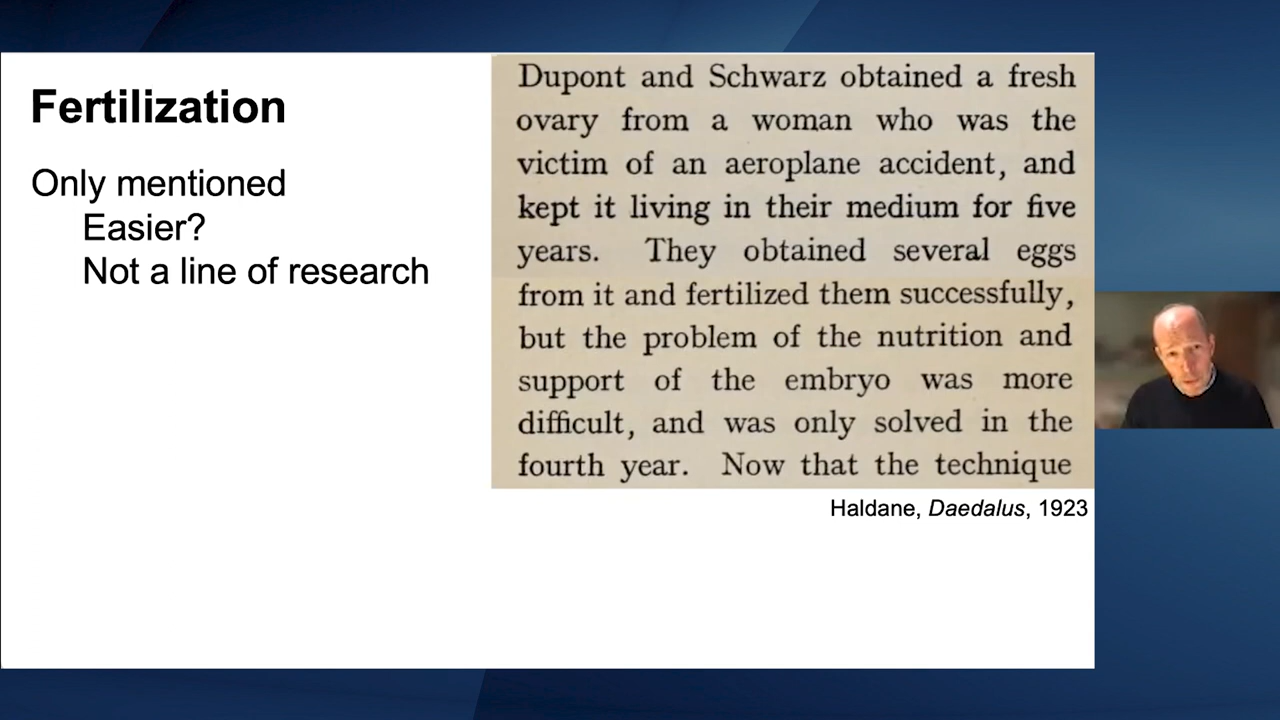 Fertilization
Only mentioned
Easier?
Not a line of research
Dupont and Schwarz obtained a fresh
ovary from a woman who was the
victim of an aeroplane accident, and
kept it living in their medium for five
years. They obtained several eggs
from it and fertilized them successfully,
but the problem of the nutrition and
support of the embryo was more
difficult, and was only solved in the
fourth year. Now that the technique
Haldane, Daedalus, 1923